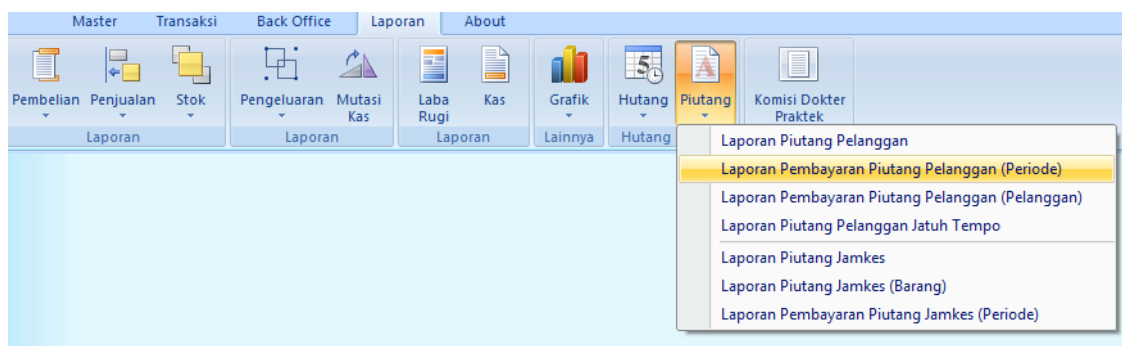 Master Transaksi Back Office Laporan About
Pembelian Penjualan Stok Pengeluaran Mutasi Kas Laba Rugi Kas Grafik Hutang Piutang Komisi Dokter Praktek
Laporan Laporan Laporan Lainnya Hutang
Laporan Piutang Pelanggan
Laporan Pembayaran Piutang Pelanggan (Periode)
Laporan Pembayaran Piutang Pelanggan (Pelanggan)
Laporan Piutang Pelanggan Jatuh Tempo
Laporan Piutang Jamkes
Laporan Piutang Jamkes (Barang)
Laporan Pembayaran Piutang Jamkes (Periode)